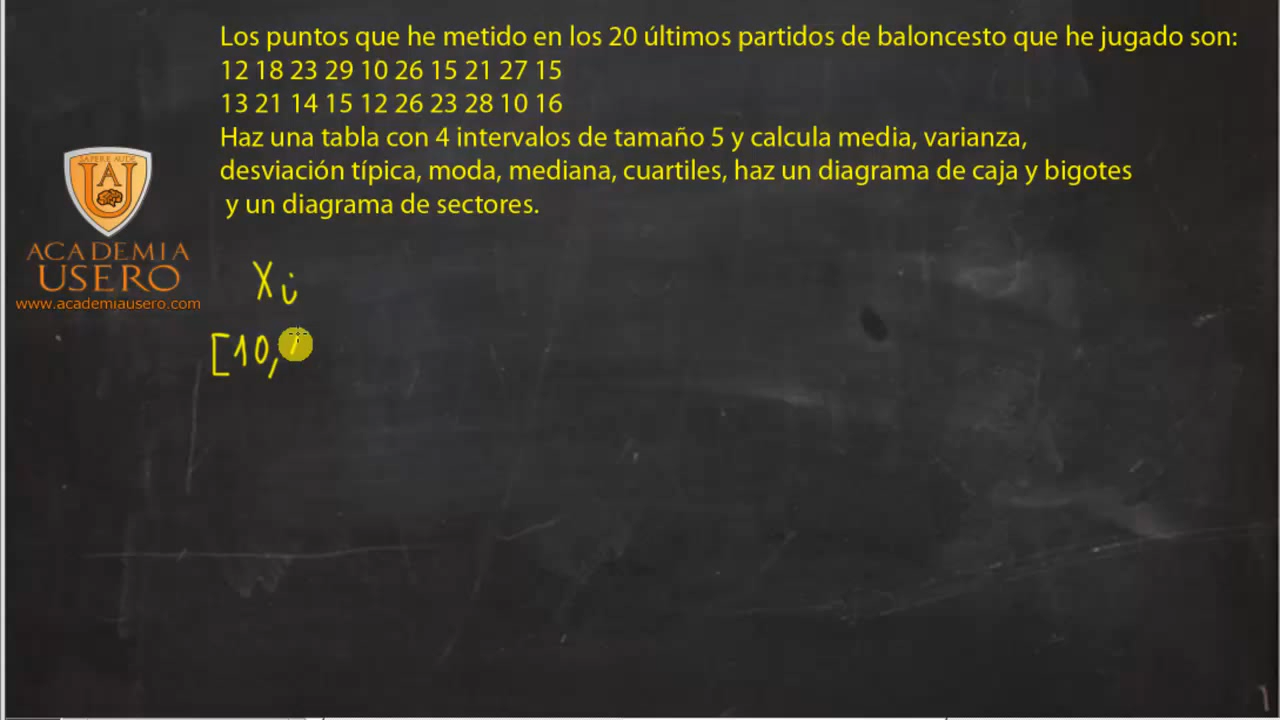 Los puntos que he metido en los 20 últimos partidos de baloncesto que he jugado son:
12 18 23 29 10 26 15 21 27 15
13 21 14 15 12 26 23 28 10 16
Haz una tabla con 4 intervalos de tamaño 5 y calcula media, varianza,
desviación típica, moda, mediana, cuartiles, haz un diagrama de caja y bigotes
y un diagrama de sectores.
SAPERE AUDE
UA
ACADEMIA
USERO
www.academiausero.com
xi
[10,